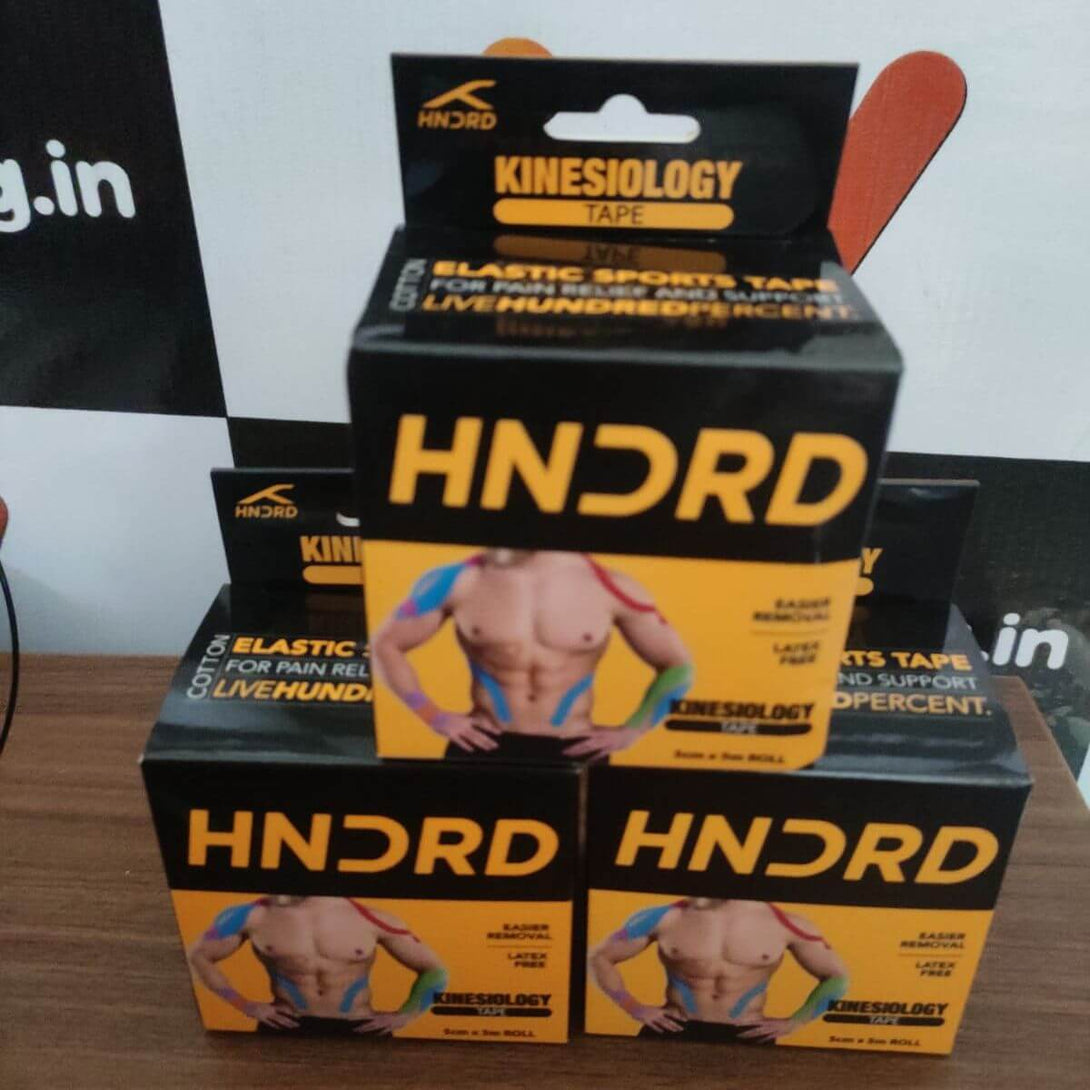 g.in
HNDRD
KINESIOLOGY
TAPE
COTTON
ELASTIC SPORTS TAPE
FOR PAIN RELIEF AND SUPPORT
LIVEHUNDREDPERCENT.
HNDRD
EASIER
REMOVAL
LATEX
FREE
KINESIOLOGY
TAPE
5cm x 5m ROLL
HNDRD
KINE
COTTON
ELASTIC S
FOR PAIN REL
LIVEHUNDR
HNDRD
EASIER
REMOVAL
LATEX
FREE
KINESIOLOGY
TAPE
5cm x 5m ROLL
Y
.in
RTS TAPE
ND SUPPORT
DPERCENT.
HNDRD
EASIER
REMOVAL
LATEX
FREE
KINESIOLOGY
TAPE
5cm x 5m ROLL